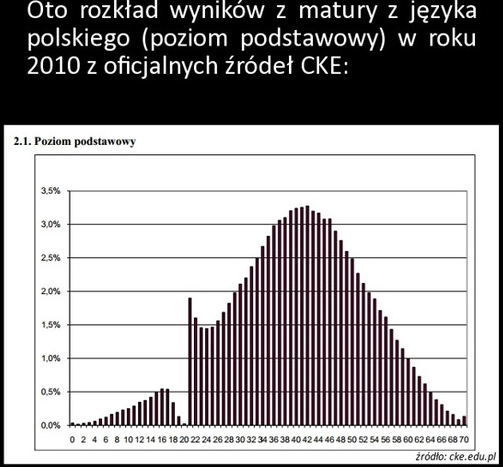 Oto rozkład wyników z matury z języka
polskiego (poziom podstawowy) w roku
2010 z oficjalnych źródeł CKE:
2.1. Poziom podstawowy
3,5%
3,0%
2,5%
2,0%
1,5%
1,0%
0,5%
0,0%
0 2 4 6 8 10 12 14 16 18 20 22 24 26 28 30 32 34 36 38 40 42 44 46 48 50 52 54 56 58 60 62 64 66 68 70
źródło: cke.edu.pl